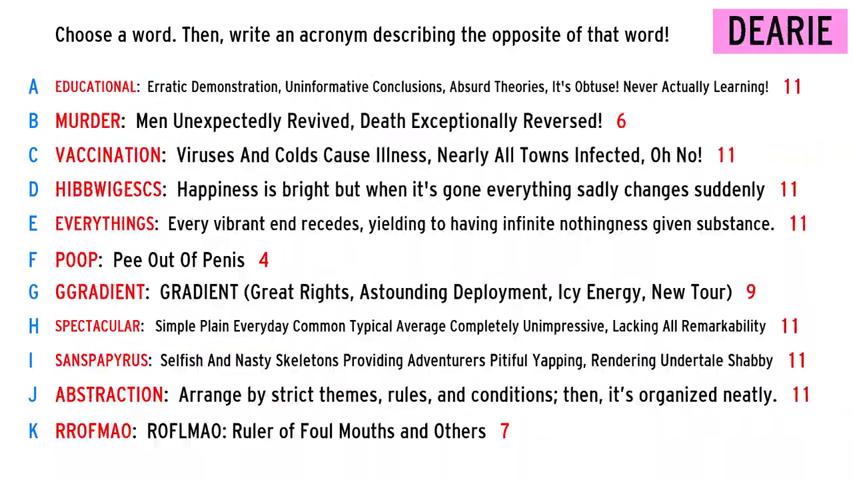 Choose a word. Then, write an acronym describing the opposite of that word!
DEARIE
A EDUCATIONAL: Erratic Demonstration, Uninformative Conclusions, Absurd Theories, It's Obtuse! Never Actually Learning! 11
B MURDER: Men Unexpectedly Revived, Death Exceptionally Reversed! 6
C VACCINATION: Viruses And Colds Cause Illness, Nearly All Towns Infected, Oh No! 11
D HIBBWIGESCS: Happiness is bright but when it's gone everything sadly changes suddenly 11
E EVERYTHINGS: Every vibrant end recedes, yielding to having infinite nothingness given substance. 11
F POOP: Pee Out Of Penis 4
G GGRADIENT: GRADIENT (Great Rights, Astounding Deployment, Icy Energy, New Tour) 9
H SPECTACULAR: Simple Plain Everyday Common Typical Average Completely Unimpressive, Lacking All Remarkability 11
I SANSPAPYRUS: Selfish And Nasty Skeletons Providing Adventurers Pitiful Yapping, Rendering Undertale Shabby 11
J ABSTRACTION: Arrange by strict themes, rules, and conditions; then, it’s organized neatly. 11
K RROFMAO: ROFLMAO: Ruler of Foul Mouths and Others 7